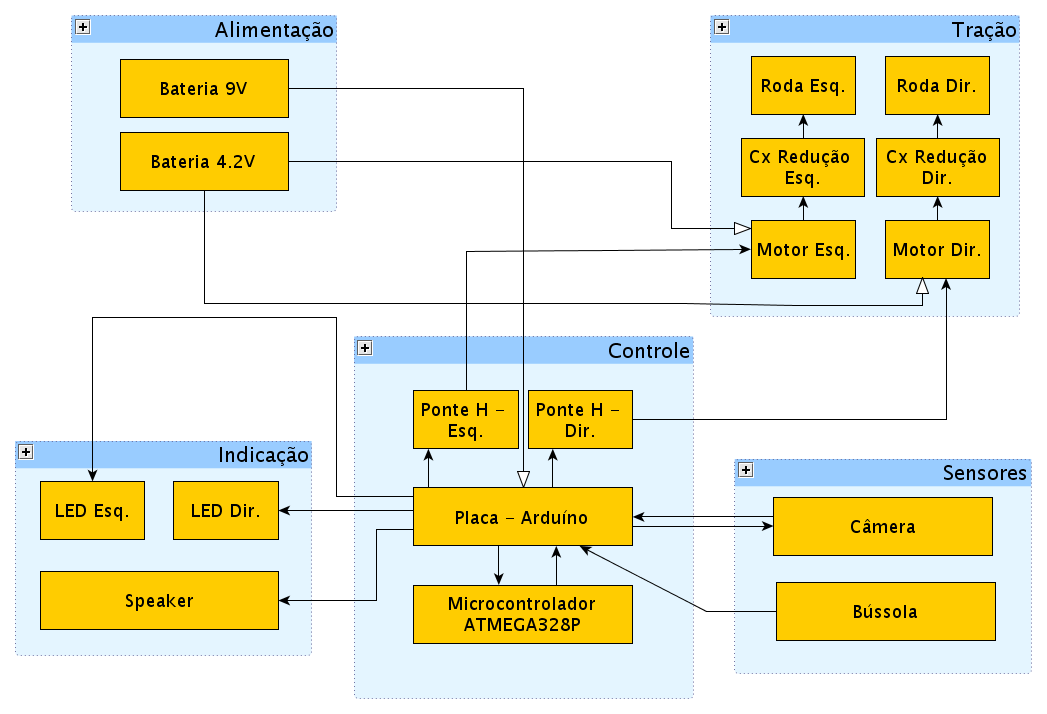 Alimentação
Bateria 9V
Bateria 4.2V
Tração
Roda Esq.
Roda Dir.
Cx Redução
Esq.
Cx Redução
Dir.
Motor Esq.
Motor Dir.
Controle
Ponte H -
Esq.
Ponte H -
Dir.
Placa - Arduíno
Microcontrolador
ATMEGA328P
Indicação
LED Esq.
LED Dir.
Speaker
Sensores
Câmera
Bússola